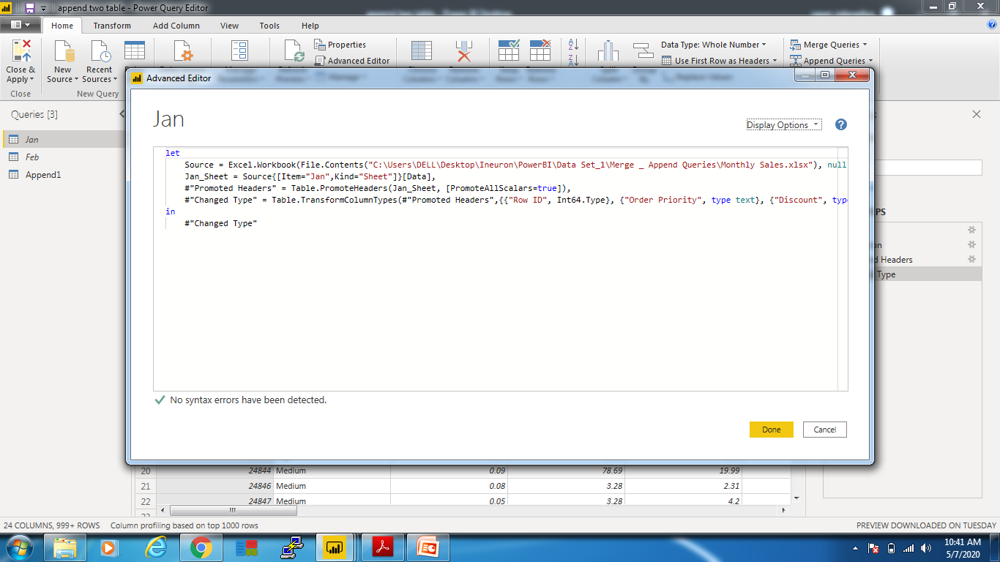 append two table - Power Query Editor
Home Transform Add Column View Tools Help
Close &
Apply
Close
New
Source
Recent
Sources
New Query
Properties
Advanced Editor
Manage
Data Type: Whole Number
Use First Row as Headers
Replace Values
Merge Queries
Append Queries
Queries [3]
Jan
Feb
Append1
Advanced Editor
Jan
Display Options
let
Source = Excel.Workbook(File.Contents("C:\Users\DELL\Desktop\Ineuron\PowerBI\Data Set_1\Merge _ Append Queries\Monthly Sales.xlsx"), null
Jan_Sheet = Source{[Item="Jan",Kind="Sheet"]}[Data],
#"Promoted Headers" = Table.PromoteHeaders(Jan_Sheet, [PromoteAllScalars=true]),
#"Changed Type" = Table.TransformColumnTypes(#"Promoted Headers",{{"Row ID", Int64.Type}, {"Order Priority", type text}, {"Discount", type
in
#"Changed Type"
No syntax errors have been detected.
Done
Cancel
PS
on
d Headers
Type
20 24844 Medium 0.09 78.69 19.99
21 24846 Medium 0.08 3.28 2.31
22 24847 Medium 0.05 3.28 4.2
24 COLUMNS, 999+ ROWS Column profiling based on top 1000 rows
PREVIEW DOWNLOADED ON TUESDAY
10:41 AM
5/7/2020